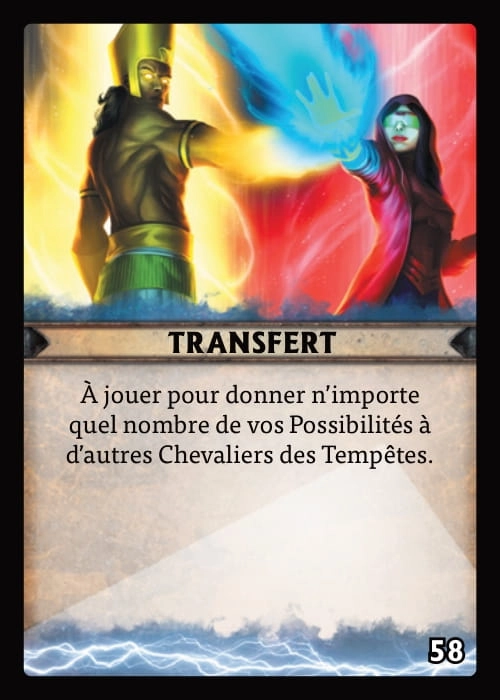 TRANSFERT
À jouer pour donner n’importe
quel nombre de vos Possibilités à
d’autres Chevaliers des Tempêtes.
58